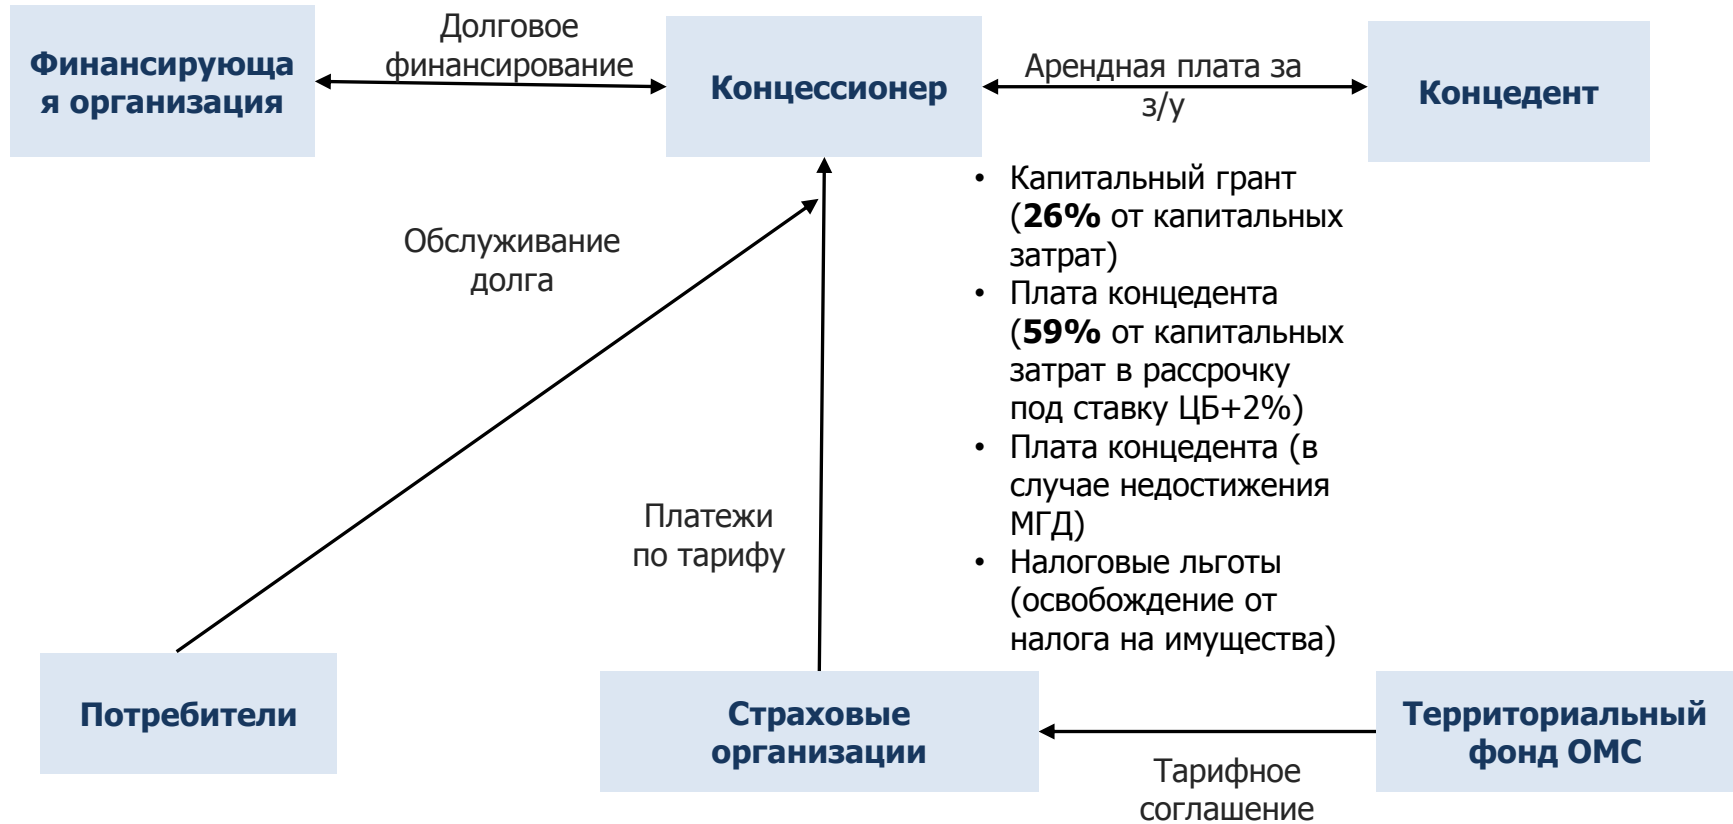 Финансирующа
я организация
Долговое
финансирование
Концессионер
Арендная плата за
з/у
Концедент
• Капитальный грант
(26% от капитальных
затрат)
• Плата концедента
(59% от капитальных
затрат в рассрочку
под ставку ЦБ+2%)
• Плата концедента (в
случае недостижения
МГД)
• Налоговые льготы
(освобождение от
налога на имущества)
Обслуживание
долга
Платежи
по тарифу
Потребители
Страховые
организации
Тарифное
соглашение
Территориальный
фонд ОМС